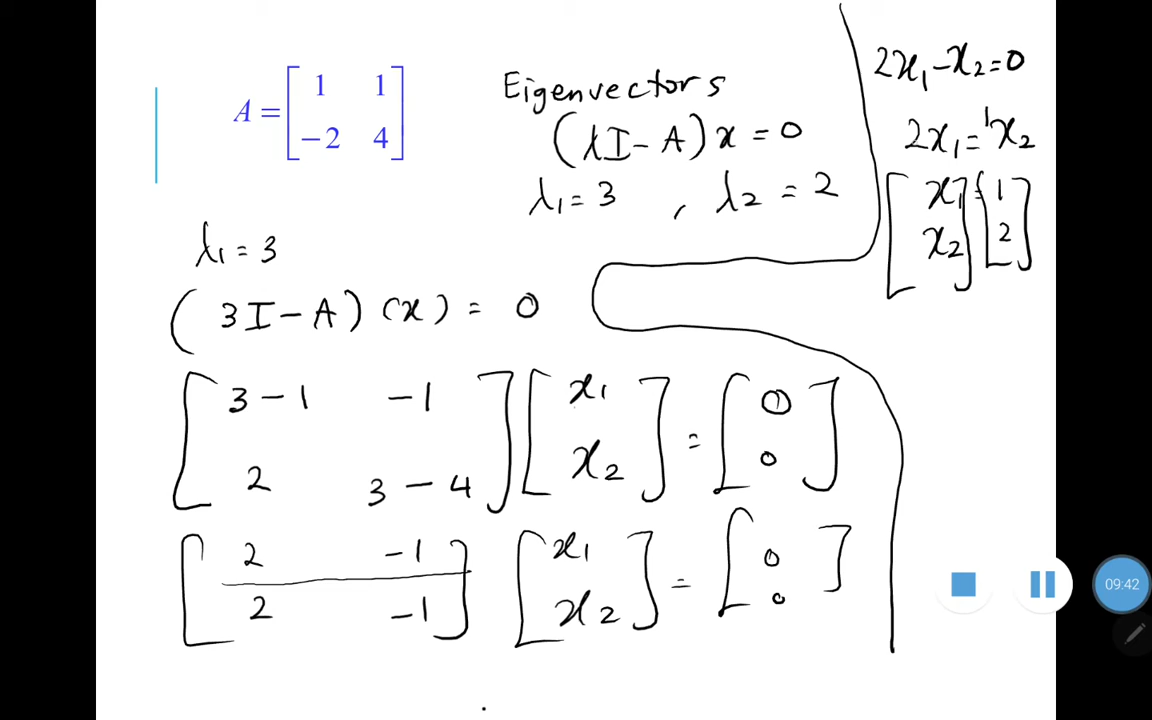 A = [1 1; -2 4]
Eigenvectors
(λI - A)x = 0
λ1 = 3 , λ2 = 2
λ1 = 3
(3I - A)(x) = 0
[3-1 -1; 2 3-4] [x1; x2] = [0; 0]
[2 -1; 2 -1] [x1; x2] = [0; 0]
2x1 - x2 = 0
2x1 = 1x2
[x1; x2] = [1; 2]
09:42